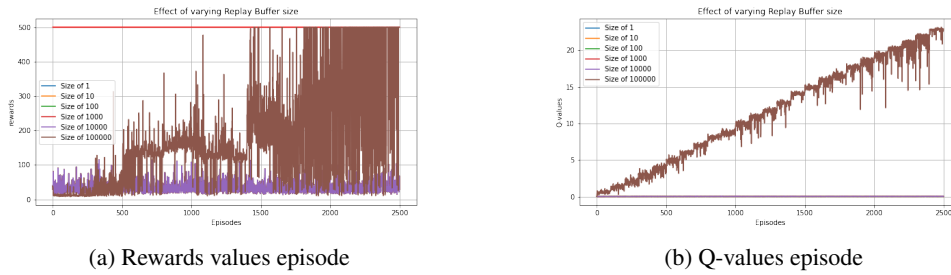 Effect of varying Replay Buffer size
500
400
300
200
100
0
rewards
Size of 1
Size of 10
Size of 100
Size of 1000
Size of 10000
Size of 100000
0
500
1000
1500
2000
2500
Episodes
(a) Rewards values episode
Effect of varying Replay Buffer size
20
15
10
5
0
Q-values
Size of 1
Size of 10
Size of 100
Size of 1000
Size of 10000
Size of 100000
0
500
1000
1500
2000
2500
Episodes
(b) Q-values episode